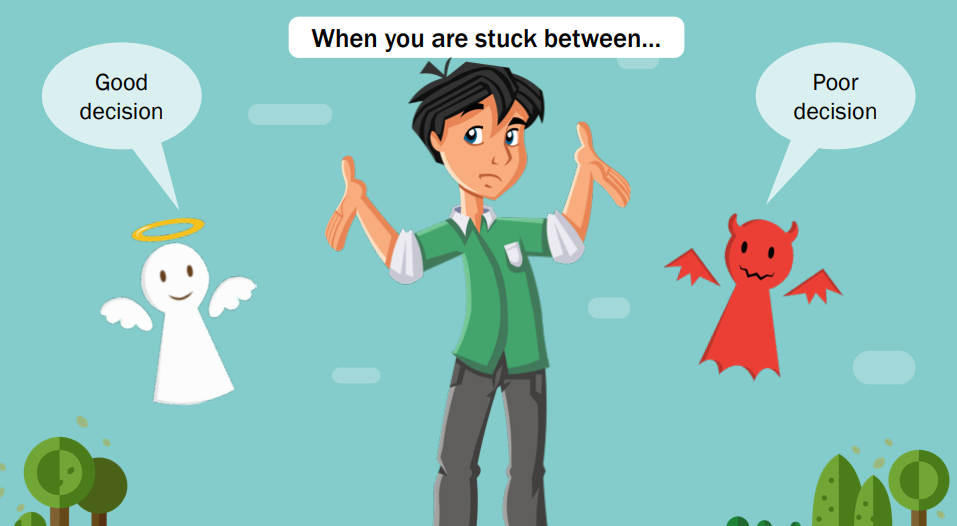 When you are stuck between...
Good
decision
Poor
decision